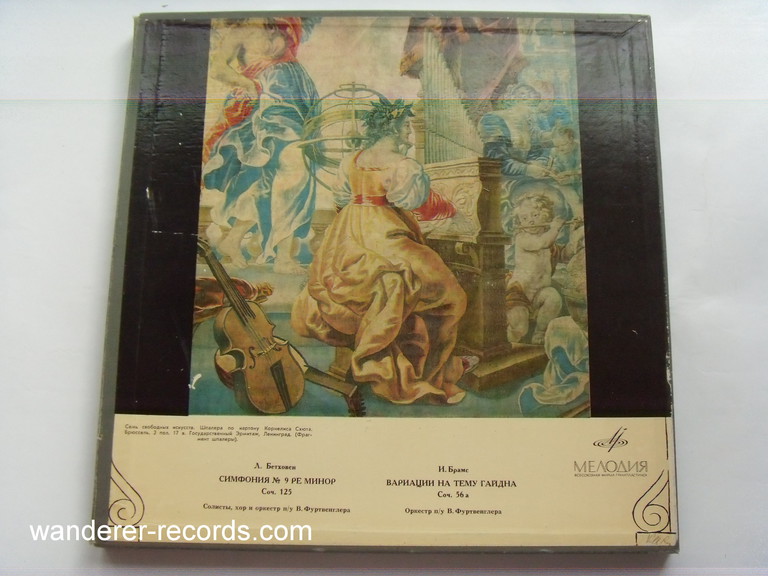 Семь свободных искусств. Шпалера по картону Корнелиса Схюта.
Брюссель, 2 пол. 17 в. Государственный Эрмитаж, Ленинград. (Фраг-
мент шпалеры).
МЕЛОДИЯ
ВСЕСОЮЗНАЯ ФИРМА ГРАМПЛАСТИНОК
Л. Бетховен
СИМФОНИЯ № 9 РЕ МИНОР
Соч. 125
Солисты, хор и оркестр п/у В. Фуртвенглера
И. Брамс
ВАРИАЦИИ НА ТЕМУ ГАЙДНА
Соч. 56 а
Оркестр п/у В. Фуртвенглера
wanderer-records.com